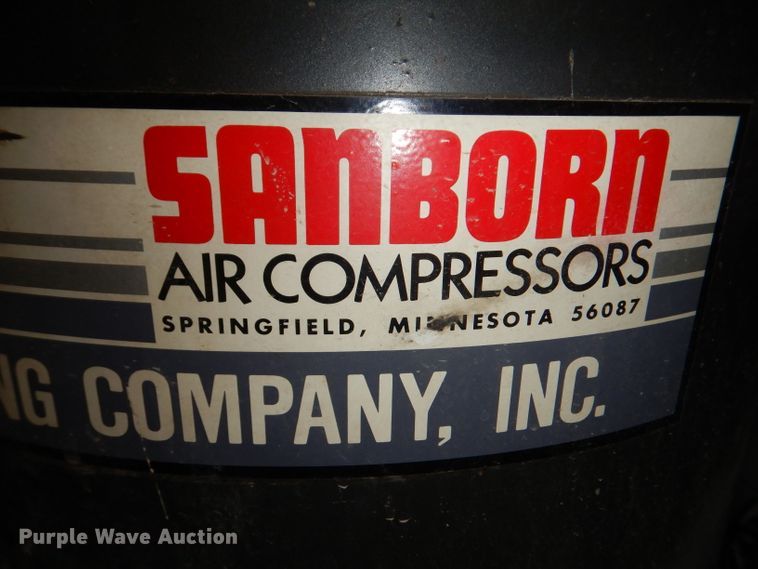 SANBORN
AIR COMPRESSORS
SPRINGFIELD, MINNESOTA 56087
NG COMPANY, INC.
Purple Wave Auction